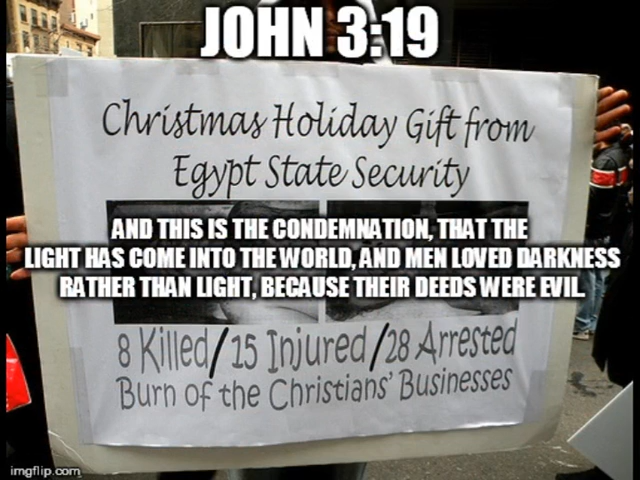 JOHN 3:19
Christmas Holiday Gift from
Egypt State Security
AND THIS IS THE CONDEMNATION, THAT THE
LIGHT HAS COME INTO THE WORLD, AND MEN LOVED DARKNESS
RATHER THAN LIGHT, BECAUSE THEIR DEEDS WERE EVIL.
8 Killed/15 Injured/28 Arrested
Burn of the Christians' Businesses
imgflip.com